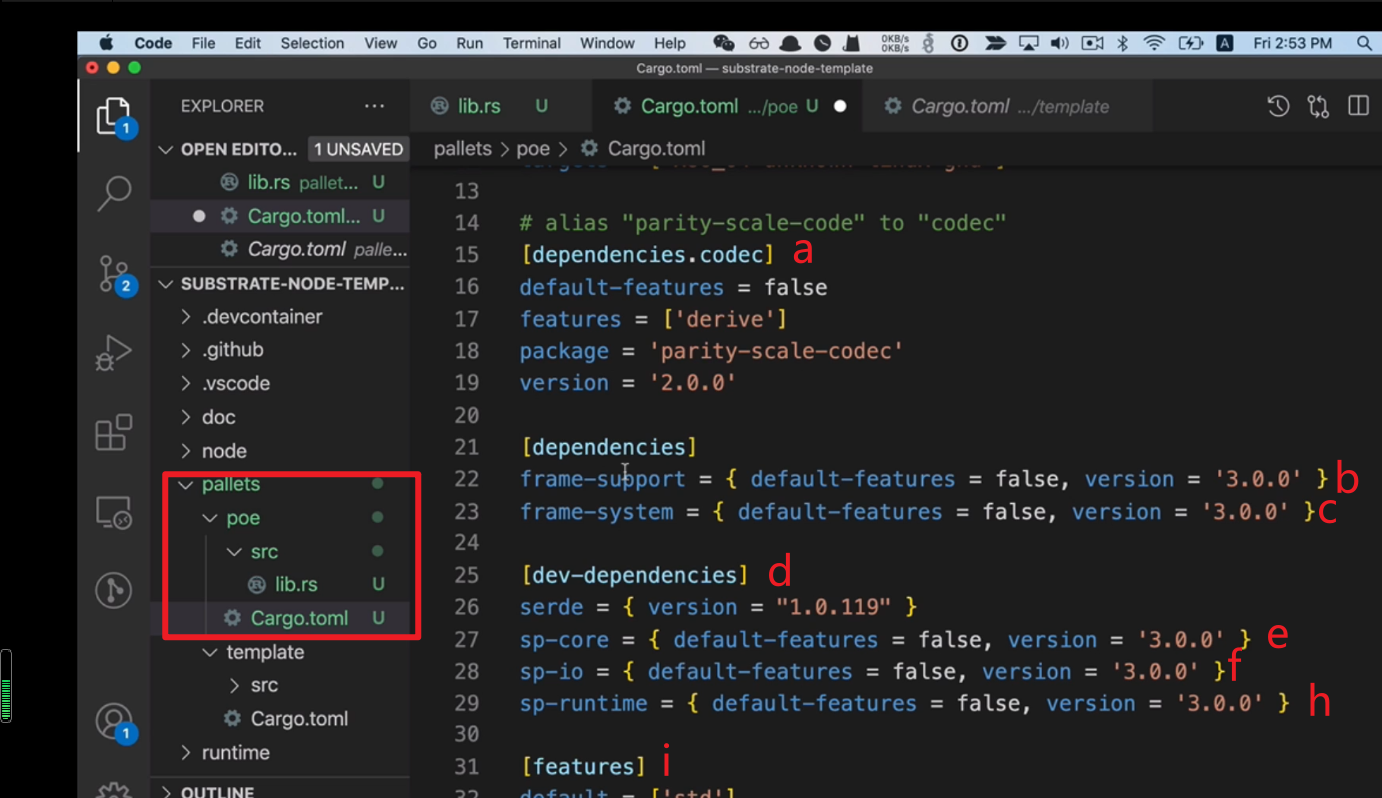 Code File Edit Selection View Go Run Terminal Window Help 0KB/s 0KB/s A Fri 2:53 PM
Cargo.toml — substrate-node-template
EXPLORER ···
lib.rs U
Cargo.toml .../poe U
Cargo.toml .../template
1
OPEN EDITO... 1 UNSAVED
lib.rs pallet... U
Cargo.toml... U
Cargo.toml palle...
2
SUBSTRATE-NODE-TEMP...
.devcontainer
.github
.vscode
doc
node
pallets
poe
src
lib.rs U
Cargo.toml U
template
src
Cargo.toml
1
runtime
OUTLINE
pallets > poe > Cargo.toml
13
14 # alias "parity-scale-code" to "codec"
15 [dependencies.codec] a
16 default-features = false
17 features = ['derive']
18 package = 'parity-scale-codec'
19 version = '2.0.0'
20
21 [dependencies]
22 frame-support = { default-features = false, version = '3.0.0' } b
23 frame-system = { default-features = false, version = '3.0.0' } c
24
25 [dev-dependencies] d
26 serde = { version = "1.0.119" }
27 sp-core = { default-features = false, version = '3.0.0' } e
28 sp-io = { default-features = false, version = '3.0.0' } f
29 sp-runtime = { default-features = false, version = '3.0.0' } h
30
31 [features] i
32 default = ['std']